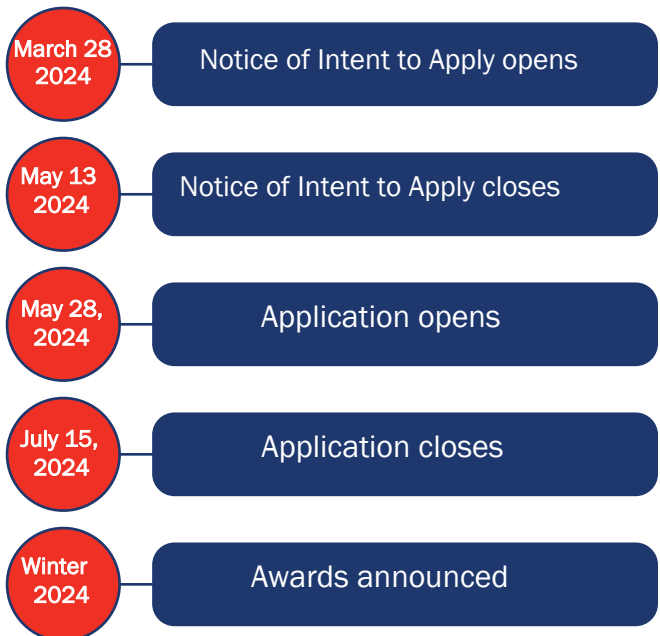 March 28
2024
Notice of Intent to Apply opens
May 13
2024
Notice of Intent to Apply closes
May 28,
2024
Application opens
July 15,
2024
Application closes
Winter
2024
Awards announced